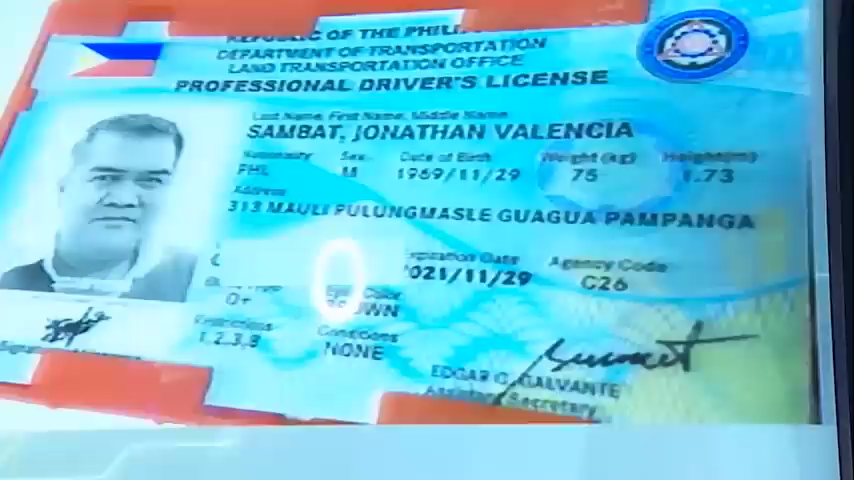 REPUBLIC OF THE PHILIP
DEPARTMENT OF TRANSPORTATION
LAND TRANSPORTATION OFFICE
PROFESSIONAL DRIVER'S LICENSE
Last Name, First Name, Middle Name
SAMBAT, JONATHAN VALENCIA
Nationality Sex Date of Birth Weight (kg) Height(m)
PHL M 1969/11/29 75 1.73
Address
313 MAULI PULUNGMASLE GUAGUA PAMPANGA
Expiration Date Agency Code
2021/11/29 C26
Color
O+
Restrictions Conditions
1,2,3,8 NONE
EDGAR C. GALVANTE
Assistant Secretary